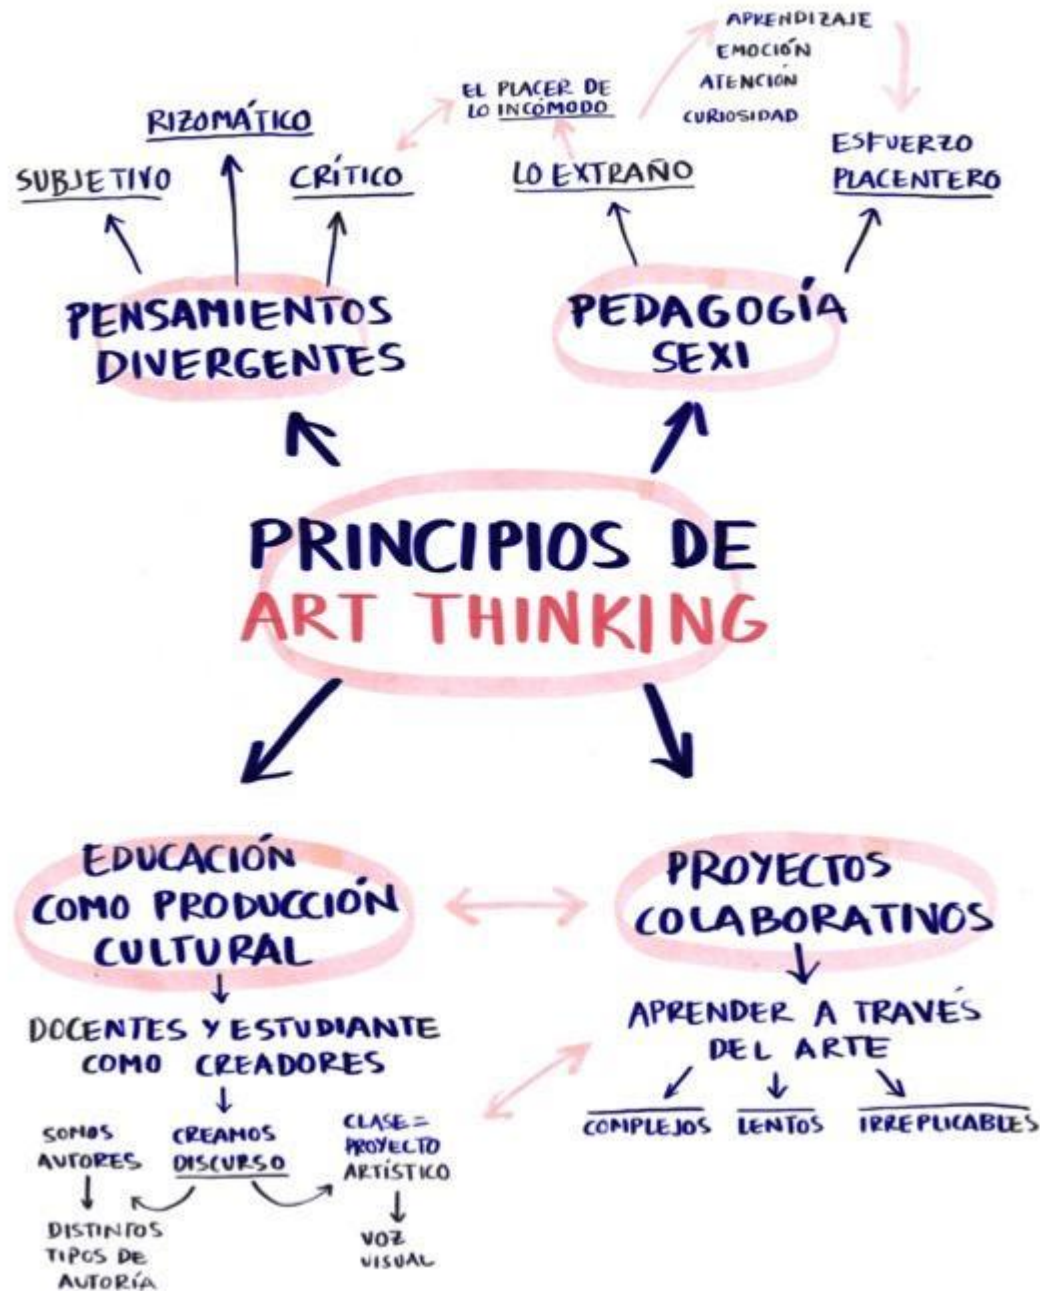 APRENDIZAJE
EMOCIÓN
ATENCIÓN
CURIOSIDAD
EL PLACER DE
LO INCÓMODO
RIZOMÁTICO
SUBJETIVO
CRÍTICO
LO EXTRAÑO
ESFUERZO
PLACENTERO
PENSAMIENTOS
DIVERGENTES
PEDAGOGÍA
SEXI
PRINCIPIOS DE
ART THINKING
EDUCACIÓN
COMO PRODUCCIÓN
CULTURAL
DOCENTES Y ESTUDIANTE
COMO CREADORES
SOMOS
AUTORES
CREAMOS
DISCURSO
CLASE =
PROYECTO
ARTÍSTICO
DISTINTOS
TIPOS DE
AUTORÍA
VOZ
VISUAL
PROYECTOS
COLABORATIVOS
APRENDER A TRAVÉS
DEL ARTE
COMPLEJOS
LENTOS
IRREPLICABLES